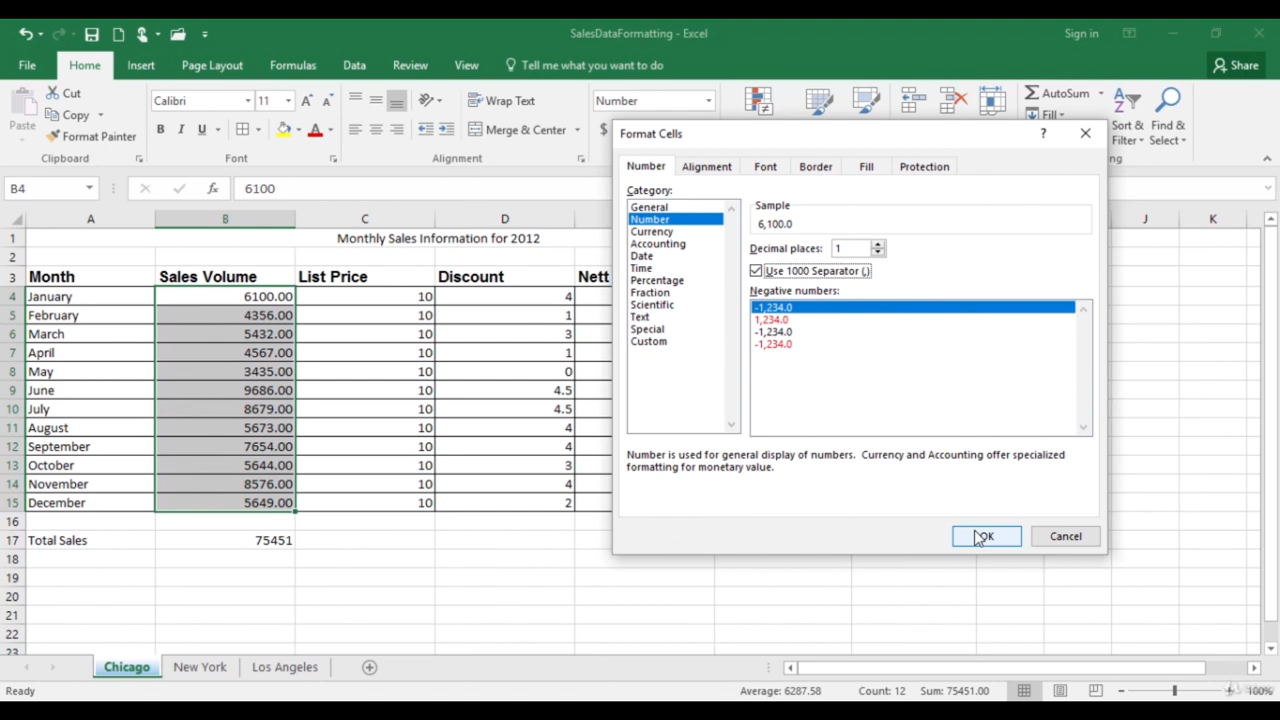 SalesDataFormatting - Excel
Sign in
File Home Insert Page Layout Formulas Data Review View Tell me what you want to do Share
Paste
Cut
Copy
Format Painter
Clipboard
Calibri 11
B I U A
Font
Wrap Text
Merge & Center
Alignment
Number
$
AutoSum
Fill
Sort & Filter
Find & Select
B4 fx 6100
A B C D J K
1 Monthly Sales Information for 2012
2
3 Month Sales Volume List Price Discount Nett
4 January 6100.00 10 4
5 February 4356.00 10 1
6 March 5432.00 10 3
7 April 4567.00 10 1
8 May 3435.00 10 0
9 June 9686.00 10 4.5
10 July 8679.00 10 4.5
11 August 5673.00 10 4
12 September 7654.00 10 4
13 October 5644.00 10 3
14 November 8576.00 10 4
15 December 5649.00 10 2
16
17 Total Sales 75451
18
19
20
21
22
23
Format Cells ?
Number Alignment Font Border Fill Protection
Category:
General
Number
Currency
Accounting
Date
Time
Percentage
Fraction
Scientific
Text
Special
Custom
Sample
6,100.0
Decimal places: 1
Use 1000 Separator (,)
Negative numbers:
-1,234.0
1,234.0
-1,234.0
-1,234.0
Number is used for general display of numbers. Currency and Accounting offer specialized
formatting for monetary value.
OK Cancel
Chicago New York Los Angeles
Ready Average: 6287.58 Count: 12 Sum: 75451.00 100%